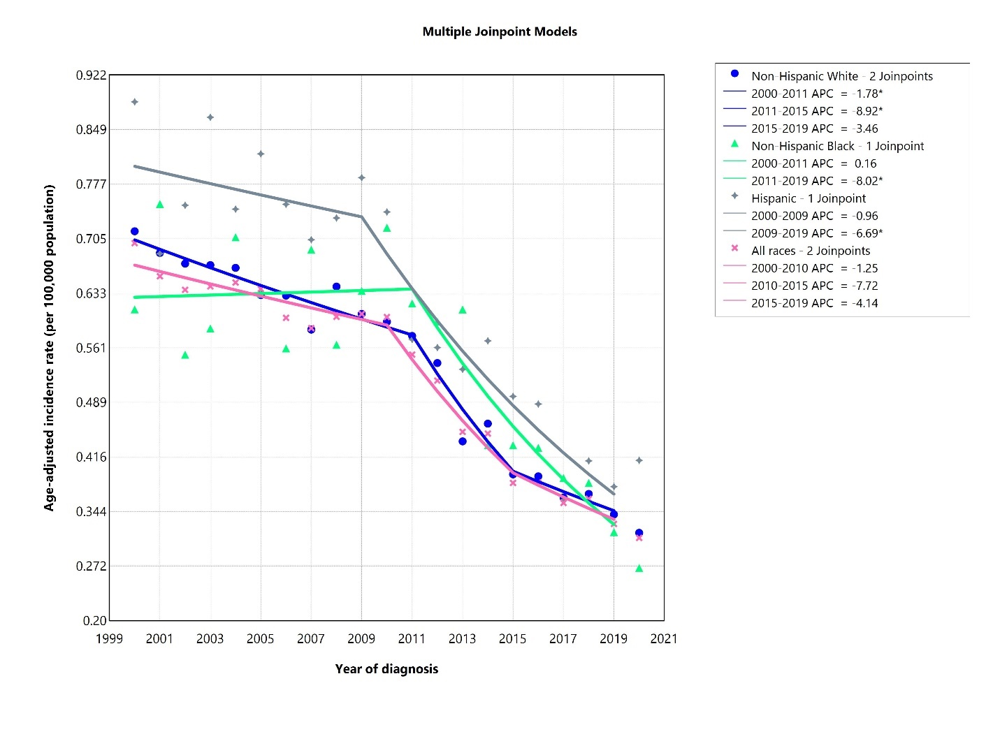 Multiple Joinpoint Models
Age-adjusted incidence rate (per 100,000 population)
0.922
0.849
0.777
0.705
0.633
0.561
0.489
0.416
0.344
0.272
0.20
1999 2001 2003 2005 2007 2009 2011 2013 2015 2017 2019 2021
Year of diagnosis
Non-Hispanic White - 2 Joinpoints
2000-2011 APC = -1.78*
2011-2015 APC = -8.92*
2015-2019 APC = -3.46
Non-Hispanic Black - 1 Joinpoint
2000-2011 APC = 0.16
2011-2019 APC = -8.02*
Hispanic - 1 Joinpoint
2000-2009 APC = -0.96
2009-2019 APC = -6.69*
All races - 2 Joinpoints
2000-2010 APC = -1.25
2010-2015 APC = -7.72
2015-2019 APC = -4.14